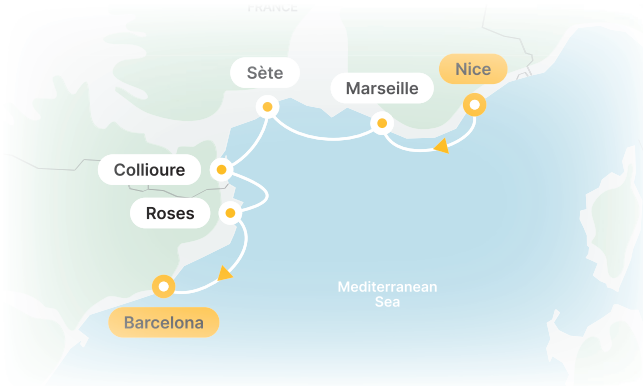 FRANCE
Nice
Sète
Marseille
Collioure
Roses
Mediterranean
Sea
Barcelona